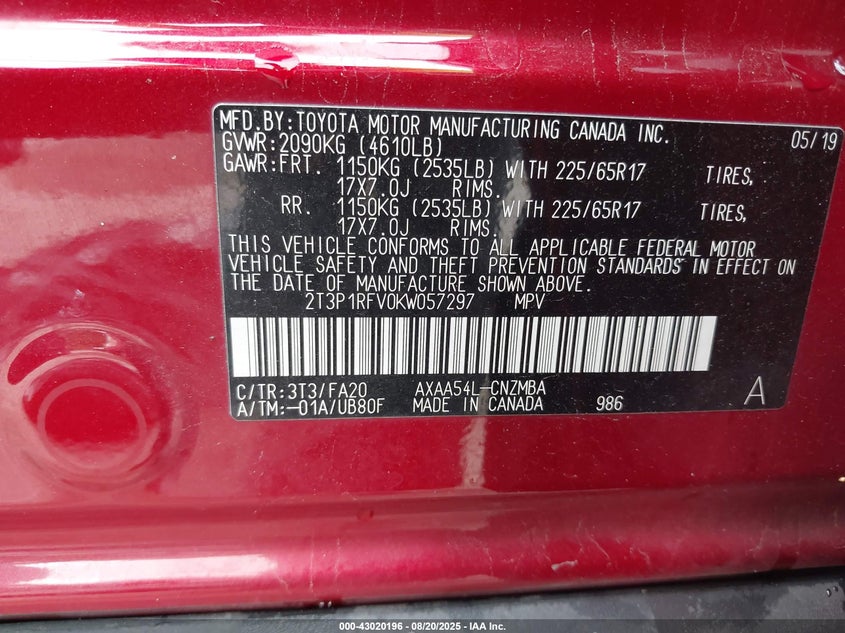 MFD.BY:TOYOTA MOTOR MANUFACTURING CANADA INC. 05/19
GVWR:2090KG (4610LB)
GAWR:FRT. 1150KG (2535LB) WITH 225/65R17 TIRES,
17X7.0J RIMS.
RR. 1150KG (2535LB) WITH 225/65R17 TIRES,
17X7.0J RIMS.
THIS VEHICLE CONFORMS TO ALL APPLICABLE FEDERAL MOTOR
VEHICLE SAFETY AND THEFT PREVENTION STANDARDS IN EFFECT ON
THE DATE OF MANUFACTURE SHOWN ABOVE.
2T3P1RFV0KW057297 MPV
C/TR:3T3/FA20 AXAA54L-CNZMBA
A/TM:-01A/UB80F MADE IN CANADA 986 A
000-43020196 - 08/20/2025 - IAA Inc.